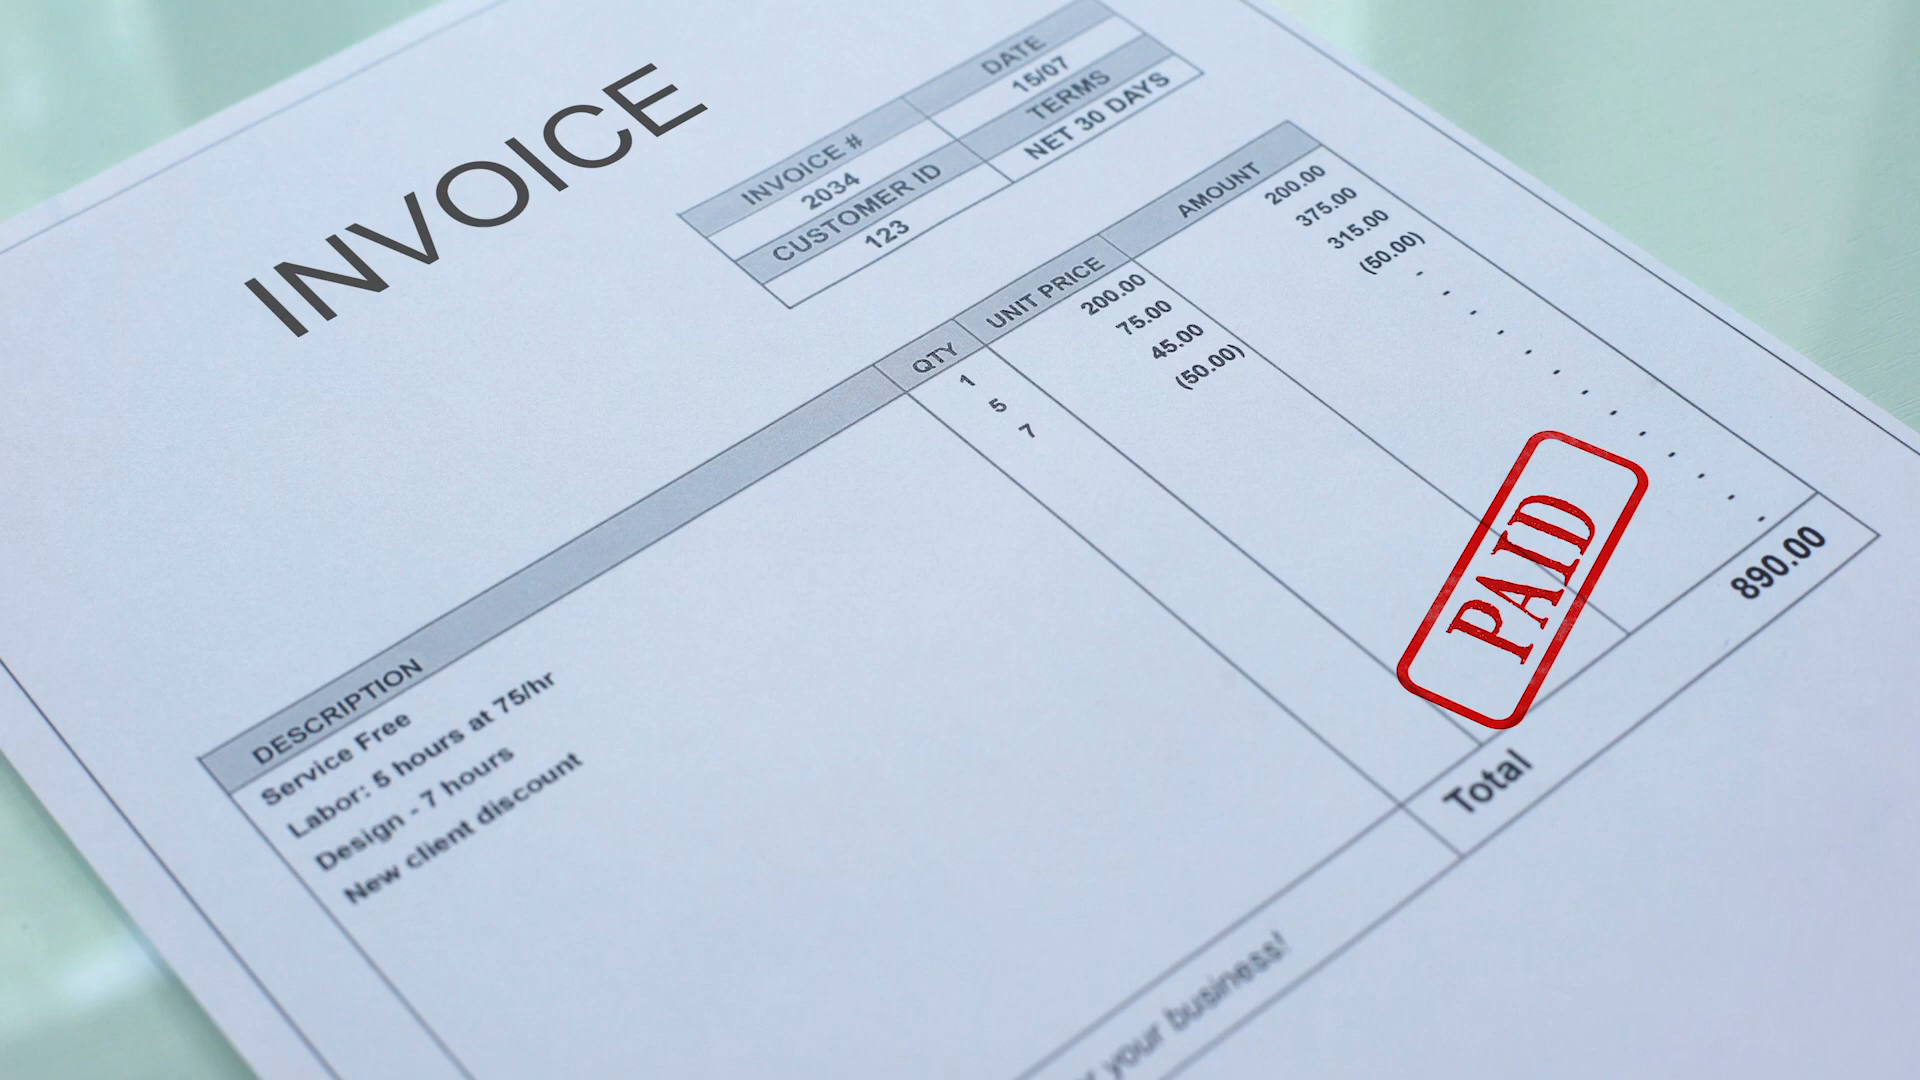 INVOICE
INVOICE # DATE
2034 15/07
CUSTOMER ID TERMS
123 NET 30 DAYS
DESCRIPTION QTY UNIT PRICE AMOUNT
Service Free 1 200.00 200.00
Labor: 5 hours at 75/hr 5 75.00 375.00
Design - 7 hours 7 45.00 315.00
New client discount (50.00) (50.00)
-
-
-
-
-
-
-
-
-
-
-
-
-
PAID
Total 890.00
your business!